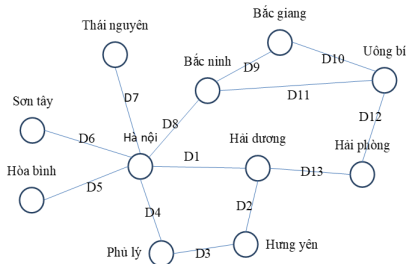 Bắc giang
Thái nguyên
D10
Uông bí
Bắc ninh
D9
D11
D7
Sơn tây
D12
D8
D6
Hà nội
Hải dương
Hải phòng
D1
Hòa bình
D13
D5
D2
D4
Hưng yên
Phủ lý
D3